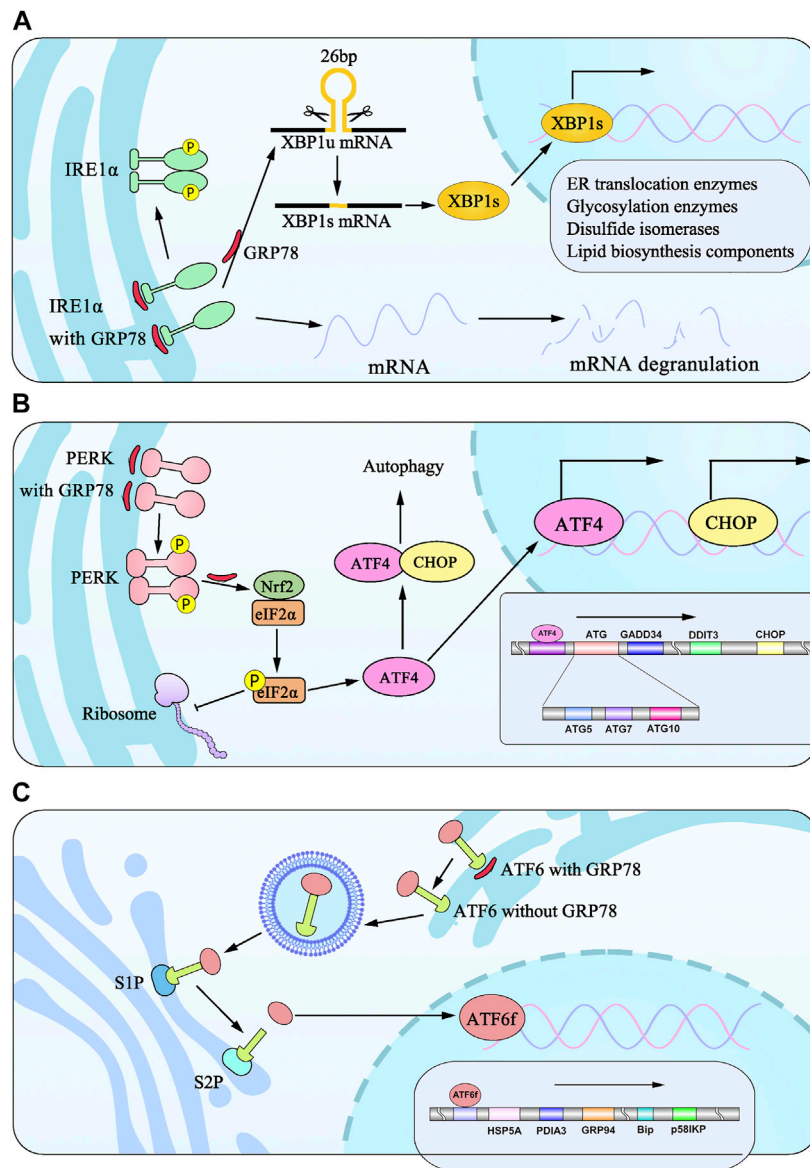 A
26bp
XBP1u mRNA
XBP1s mRNA
XBP1s
XBP1s
ER translocation enzymes
Glycosylation enzymes
Disulfide isomerases
Lipid biosynthesis components
P
IRE1α
P
GRP78
IRE1α
with GRP78
mRNA
mRNA degranulation
B
PERK
with GRP78
P
PERK
P
Nrf2
eIF2α
P
eIF2α
Ribosome
Autophagy
ATF4
CHOP
ATF4
ATF4
CHOP
ATF4
ATG
GADD34
DDIT3
CHOP
ATG5
ATG7
ATG10
C
ATF6 with GRP78
ATF6 without GRP78
S1P
S2P
ATF6f
ATF6f
HSP5A
PDIA3
GRP94
Bip
p58IKP